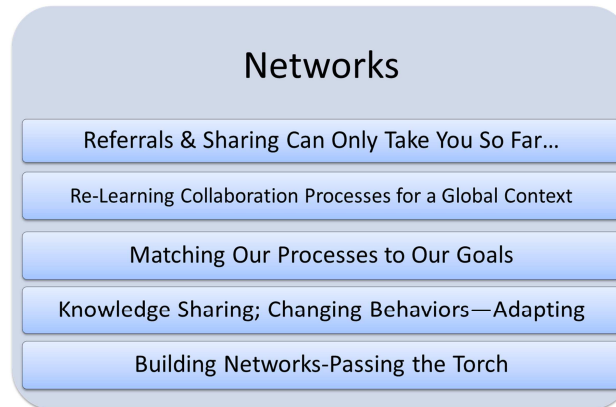 Networks
Referrals & Sharing Can Only Take You So Far…
Re-Learning Collaboration Processes for a Global Context
Matching Our Processes to Our Goals
Knowledge Sharing; Changing Behaviors—Adapting
Building Networks-Passing the Torch